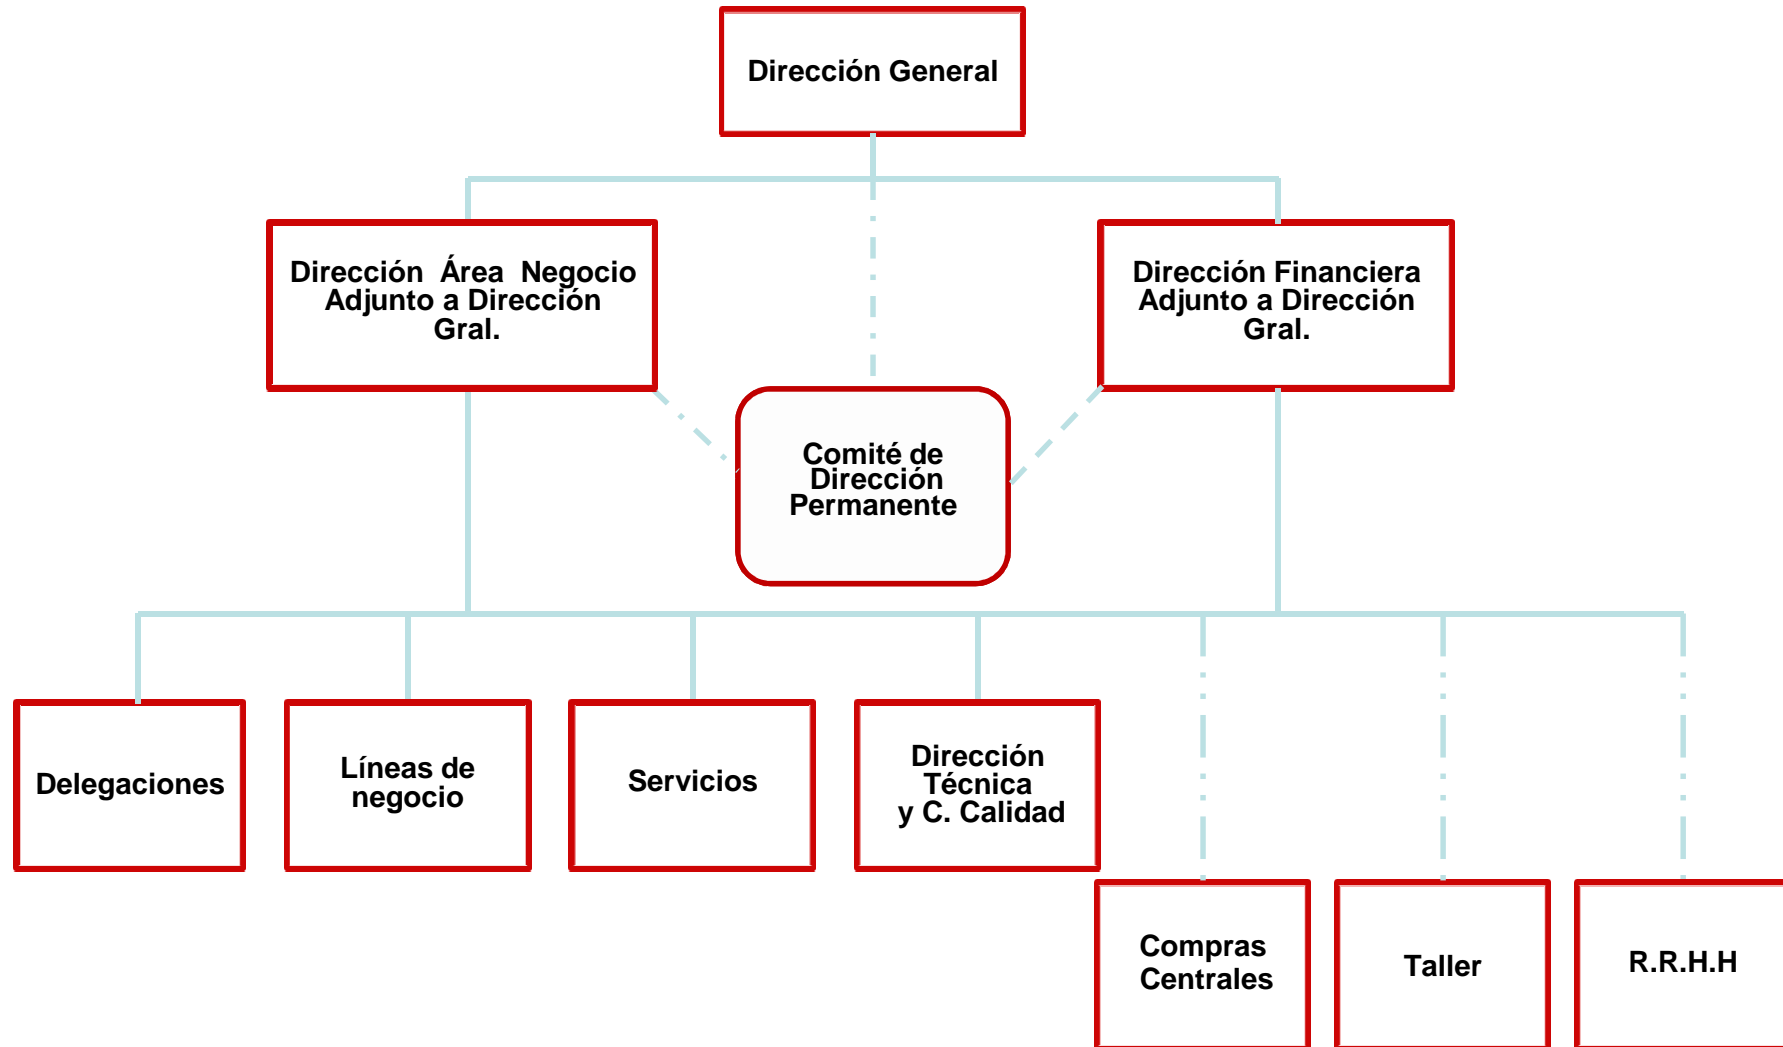 Dirección General
Dirección Área Negocio
Adjunto a Dirección
Gral.
Dirección Financiera
Adjunto a Dirección
Gral.
Comité de
Dirección
Permanente
Delegaciones
Líneas de
negocio
Servicios
Dirección
Técnica
y C. Calidad
Compras
Centrales
Taller
R.R.H.H